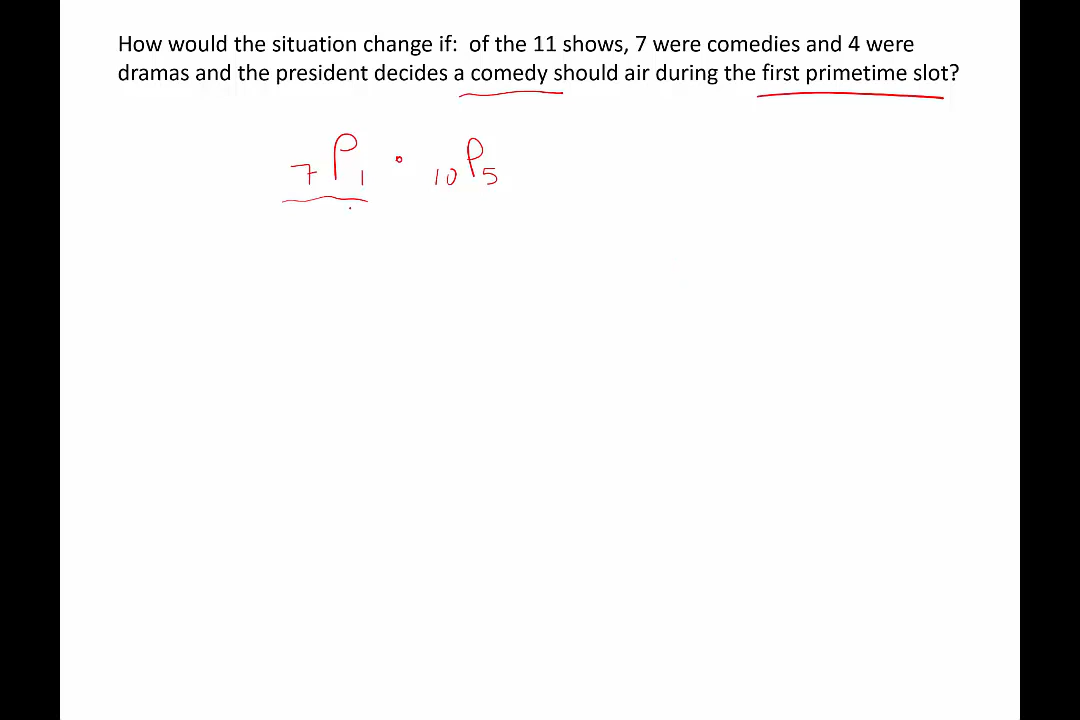 How would the situation change if: of the 11 shows, 7 were comedies and 4 were
dramas and the president decides a comedy should air during the first primetime slot?
₇P₁ · ₁₀P₅